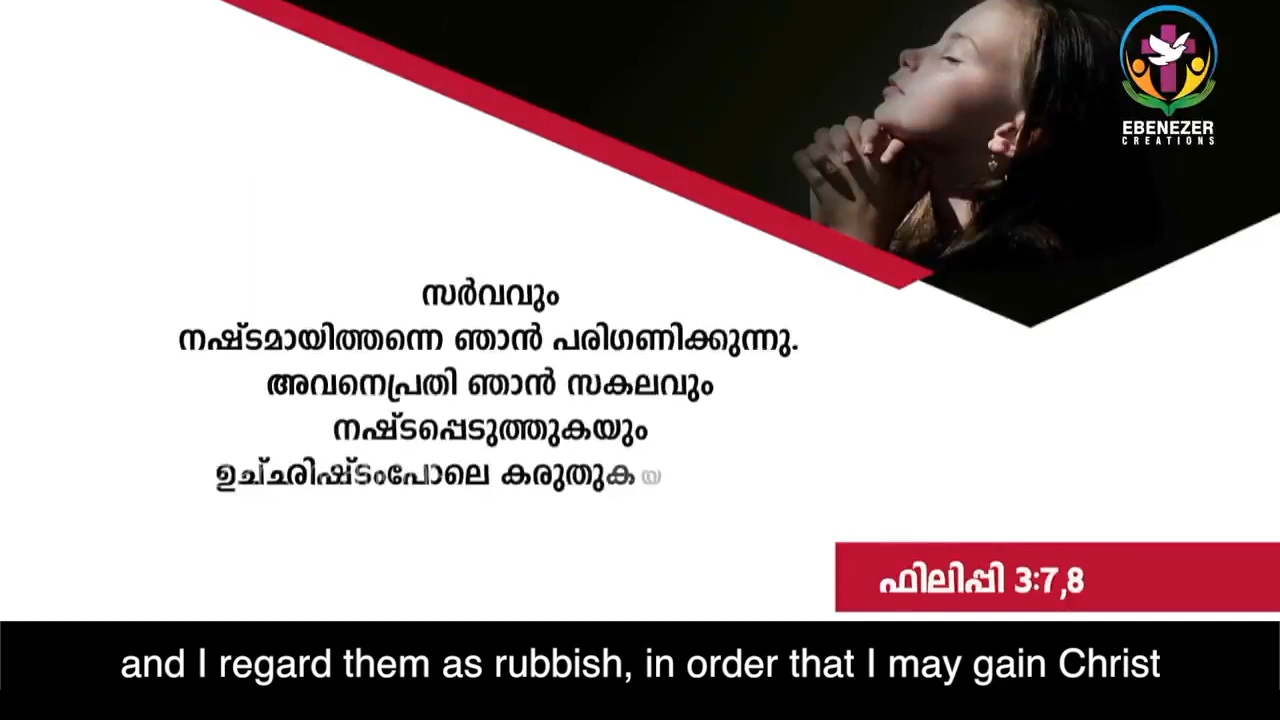 EBENEZER
CREATIONS
സർവവും
നഷ്ടമായിത്തന്നെ ഞാൻ പരിഗണിക്കുന്നു.
അവനെപ്രതി ഞാൻ സകലവും
നഷ്ടപ്പെടുത്തുകയും
ഉച്ഛിഷ്ടംപോലെ കരുതുകയ
ഫിലിപ്പി 3:7,8
and I regard them as rubbish, in order that I may gain Christ